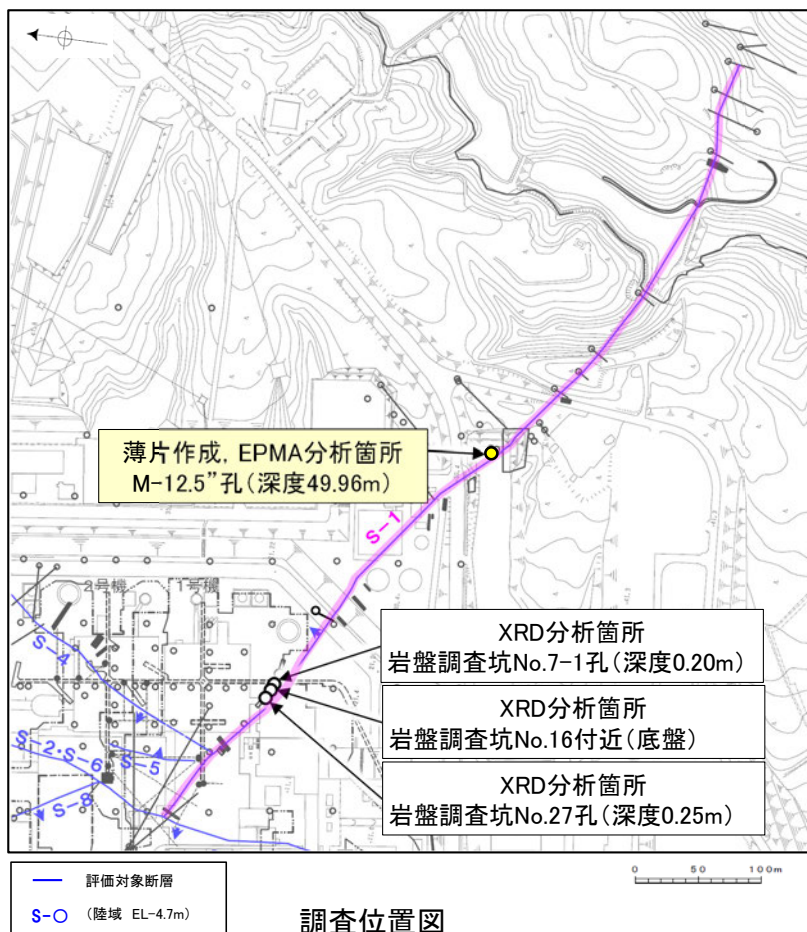 薄片作成, EPMA分析箇所
M-12.5”孔(深度49.96m)
S-1
2号機
1号機
S-4
XRD分析箇所
岩盤調査坑No.7-1孔(深度0.20m)
XRD分析箇所
岩盤調査坑No.16付近(底盤)
S-2・S-6
S-5
S-8
XRD分析箇所
岩盤調査坑No.27孔(深度0.25m)
評価対象断層
S-○ (陸域 EL-4.7m)
0 50 100m
調査位置図